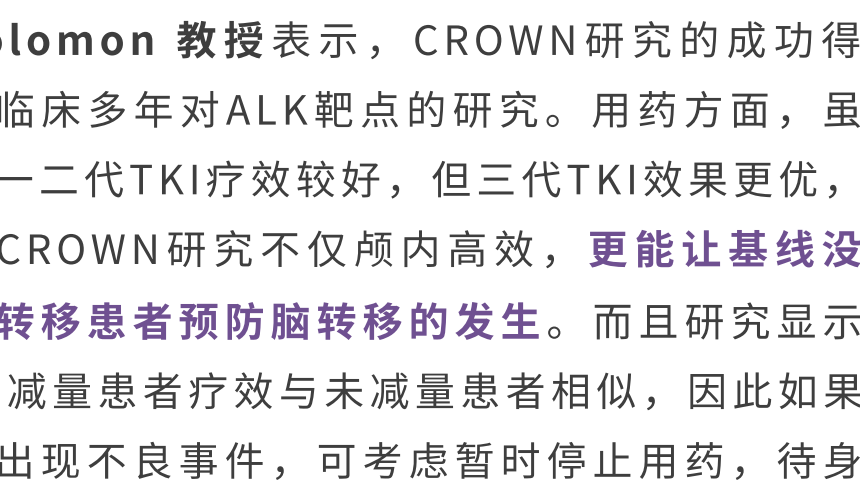 olomon 教授表示，CROWN研究的成功得
临床多年对ALK靶点的研究。用药方面，虽
一二代TKI疗效较好，但三代TKI效果更优，
CROWN研究不仅颅内高效，更能让基线没
转移患者预防脑转移的发生。而且研究显示
减量患者疗效与未减量患者相似，因此如果
出现不良事件，可考虑暂时停止用药，待身